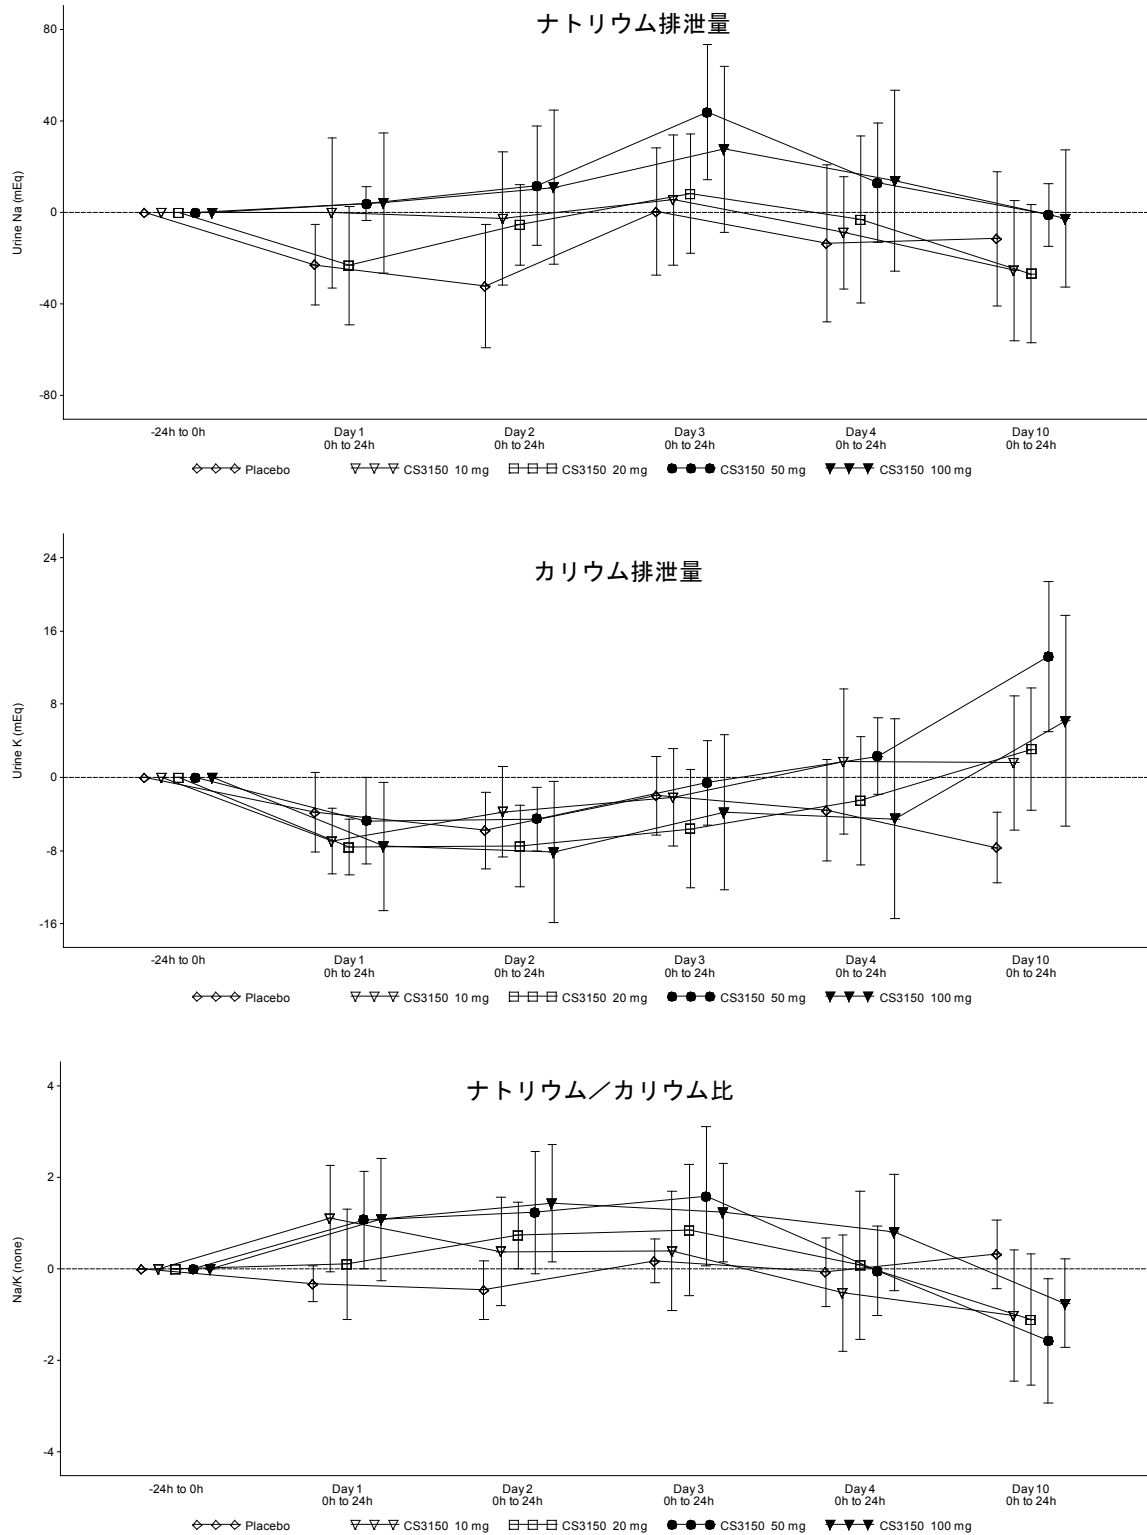 ナトリウム排泄量
80
40
0
-40
-80
Urine Na (mEq)
-24h to 0h Day 1 Day 2 Day 3 Day 4 Day 10
0h to 24h 0h to 24h 0h to 24h 0h to 24h 0h to 24h
Placebo CS3150 10 mg CS3150 20 mg CS3150 50 mg CS3150 100 mg
カリウム排泄量
24
16
8
0
-8
-16
Urine K (mEq)
-24h to 0h Day 1 Day 2 Day 3 Day 4 Day 10
0h to 24h 0h to 24h 0h to 24h 0h to 24h 0h to 24h
Placebo CS3150 10 mg CS3150 20 mg CS3150 50 mg CS3150 100 mg
ナトリウム/カリウム比
4
2
0
-2
-4
Na/K (none)
-24h to 0h Day 1 Day 2 Day 3 Day 4 Day 10
0h to 24h 0h to 24h 0h to 24h 0h to 24h 0h to 24h
Placebo CS3150 10 mg CS3150 20 mg CS3150 50 mg CS3150 100 mg